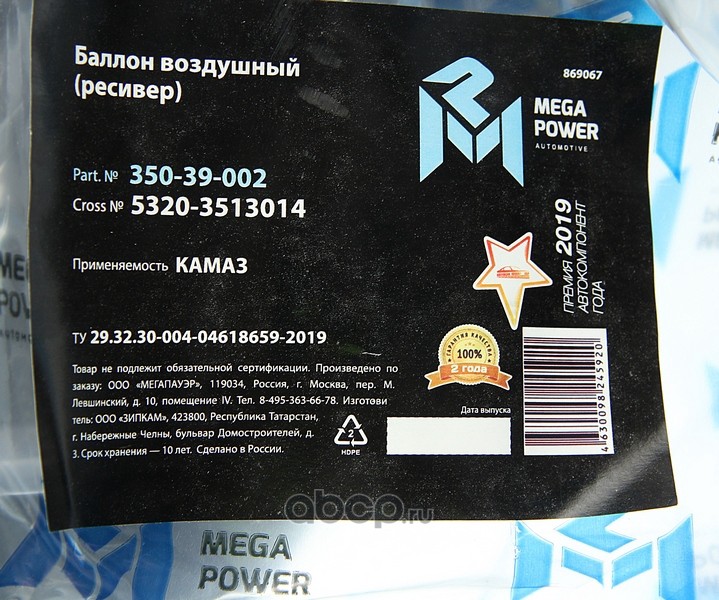 Баллон воздушный
(ресивер)
869067
MEGA
POWER
AUTOMOTIVE
Part. № 350-39-002
Cross № 5320-3513014
Применяемость КАМАЗ
ПРЕМИЯ 2019
АВТОКОМПОНЕНТ
ГОДА
ТУ 29.32.30-004-04618659-2019
ГАРАНТИЯ КАЧЕСТВА
100%
2 года
Товар не подлежит обязательной сертификации. Произведено по
заказу: ООО «МЕГАПАУЭР», 119034, Россия, г. Москва, пер. М.
Левшинский, д. 10, помещение IV. Тел. 8-495-363-66-78. Изготови
тель: ООО «ЗИПКАМ», 423800, Республика Татарстан,
г. Набережные Челны, бульвар Домостроителей, д.
3. Срок хранения — 10 лет. Сделано в России.
2
HDPE
Дата выпуска
4630098245920
abcp.ru
MEGA
POWER